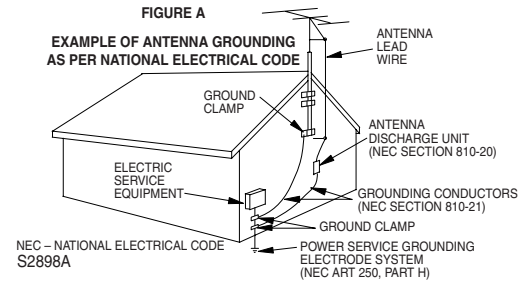 FIGURE A
EXAMPLE OF ANTENNA GROUNDING
AS PER NATIONAL ELECTRICAL CODE
ANTENNA
LEAD
WIRE
GROUND
CLAMP
ANTENNA
DISCHARGE UNIT
(NEC SECTION 810-20)
ELECTRIC
SERVICE
EQUIPMENT
GROUNDING CONDUCTORS
(NEC SECTION 810-21)
GROUND CLAMP
POWER SERVICE GROUNDING
ELECTRODE SYSTEM
(NEC ART 250, PART H)
NEC – NATIONAL ELECTRICAL CODE
S2898A